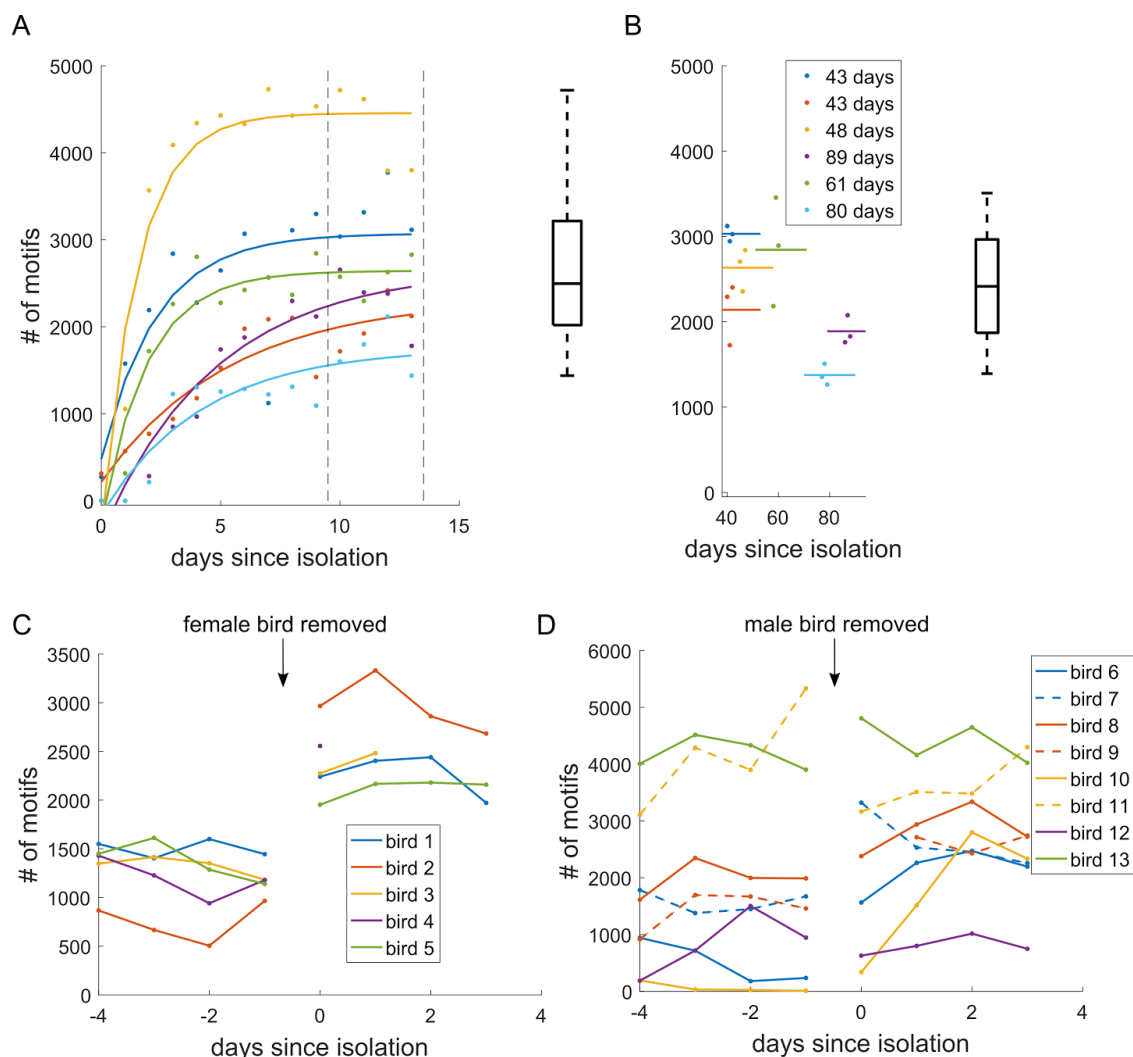 A
5000
4000
3000
2000
1000
0
# of motifs
0 5 10 15
days since isolation
B
5000
4000
3000
2000
1000
0
43 days
43 days
48 days
89 days
61 days
80 days
40 60 80
days since isolation
C
female bird removed
3500
3000
2500
2000
1500
1000
500
0
# of motifs
bird 1
bird 2
bird 3
bird 4
bird 5
-4 -2 0 2 4
days since isolation
D
male bird removed
6000
5000
4000
3000
2000
1000
0
# of motifs
bird 6
bird 7
bird 8
bird 9
bird 10
bird 11
bird 12
bird 13
-4 -2 0 2 4
days since isolation